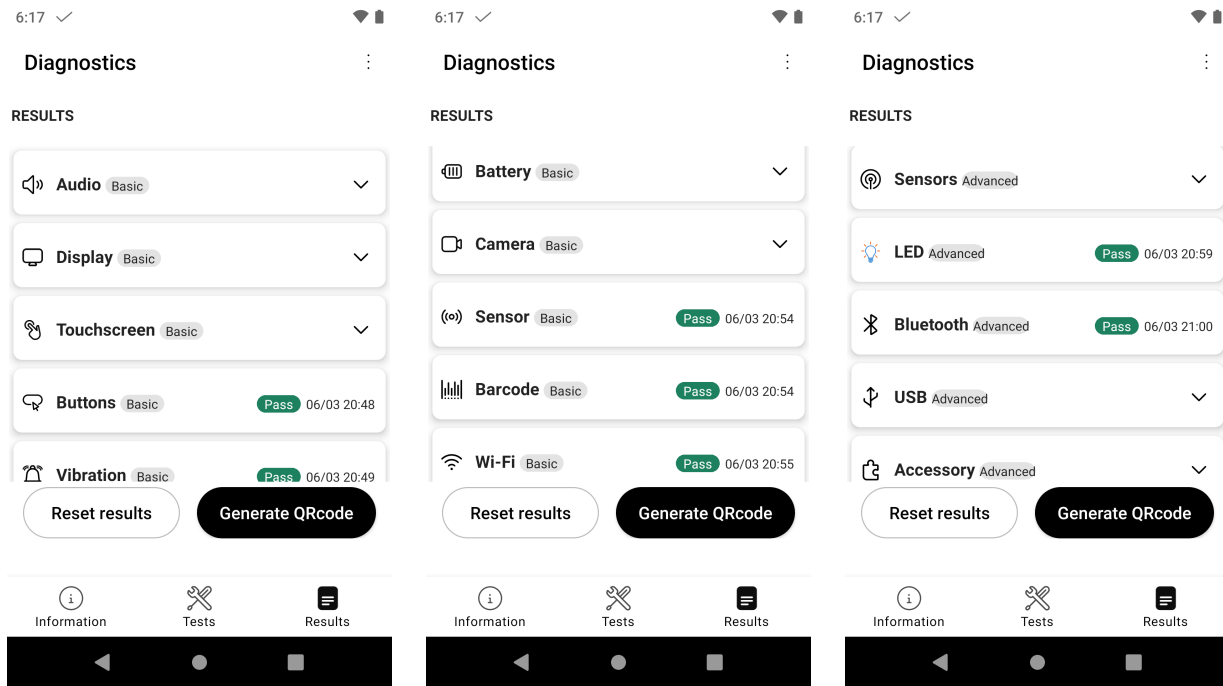 6:17
Diagnostics
RESULTS
Audio Basic
Display Basic
Touchscreen Basic
Buttons Basic Pass 06/03 20:48
Vibration Basic Pass 06/03 20:49
Reset results Generate QRcode
Information Tests Results
6:17
Diagnostics
RESULTS
Battery Basic
Camera Basic
Sensor Basic Pass 06/03 20:54
Barcode Basic Pass 06/03 20:54
Wi-Fi Basic Pass 06/03 20:55
Reset results Generate QRcode
Information Tests Results
6:17
Diagnostics
RESULTS
Sensors Advanced
LED Advanced Pass 06/03 20:59
Bluetooth Advanced Pass 06/03 21:00
USB Advanced
Accessory Advanced
Reset results Generate QRcode
Information Tests Results